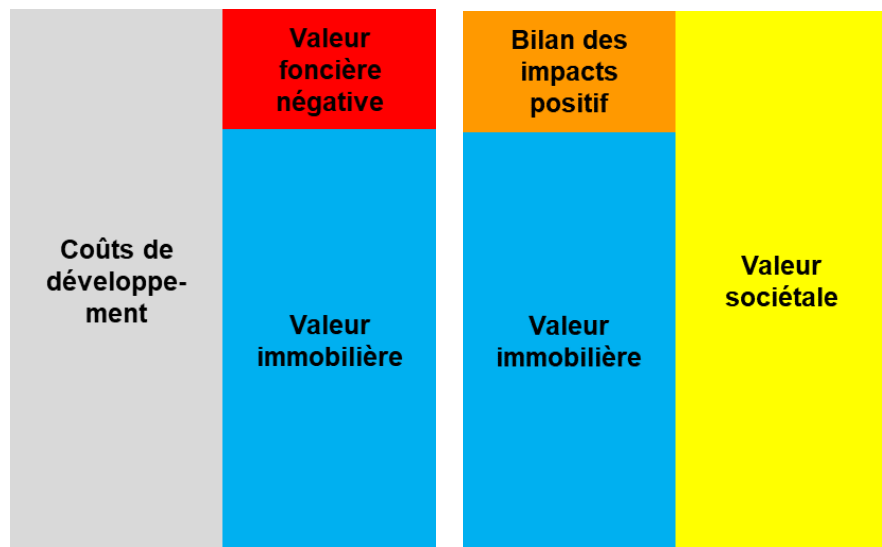 Coûts de
développe-
ment
Valeur
foncière
négative
Valeur
immobilière
Bilan des
impacts
positif
Valeur
immobilière
Valeur
sociétale